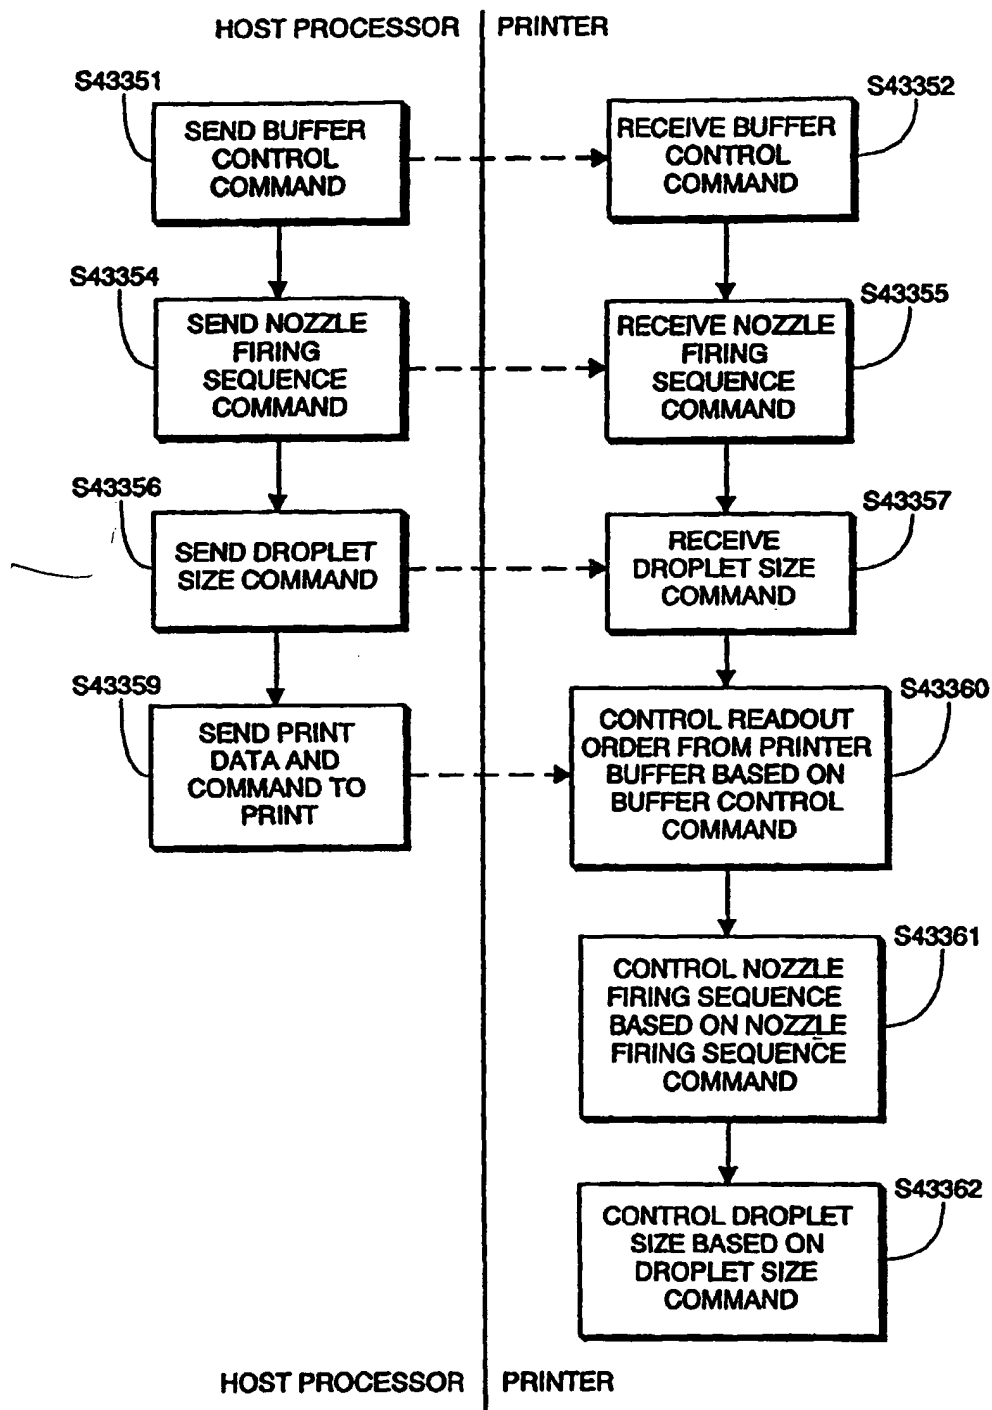 HOST PROCESSOR PRINTER
S43351
SEND BUFFER
CONTROL
COMMAND
S43352
RECEIVE BUFFER
CONTROL
COMMAND
S43354
SEND NOZZLE
FIRING
SEQUENCE
COMMAND
S43355
RECEIVE NOZZLE
FIRING
SEQUENCE
COMMAND
S43356
SEND DROPLET
SIZE COMMAND
S43357
RECEIVE
DROPLET SIZE
COMMAND
S43359
SEND PRINT
DATA AND
COMMAND TO
PRINT
S43360
CONTROL READOUT
ORDER FROM PRINTER
BUFFER BASED ON
BUFFER CONTROL
COMMAND
S43361
CONTROL NOZZLE
FIRING SEQUENCE
BASED ON NOZZLE
FIRING SEQUENCE
COMMAND
S43362
CONTROL DROPLET
SIZE BASED ON
DROPLET SIZE
COMMAND
HOST PROCESSOR PRINTER